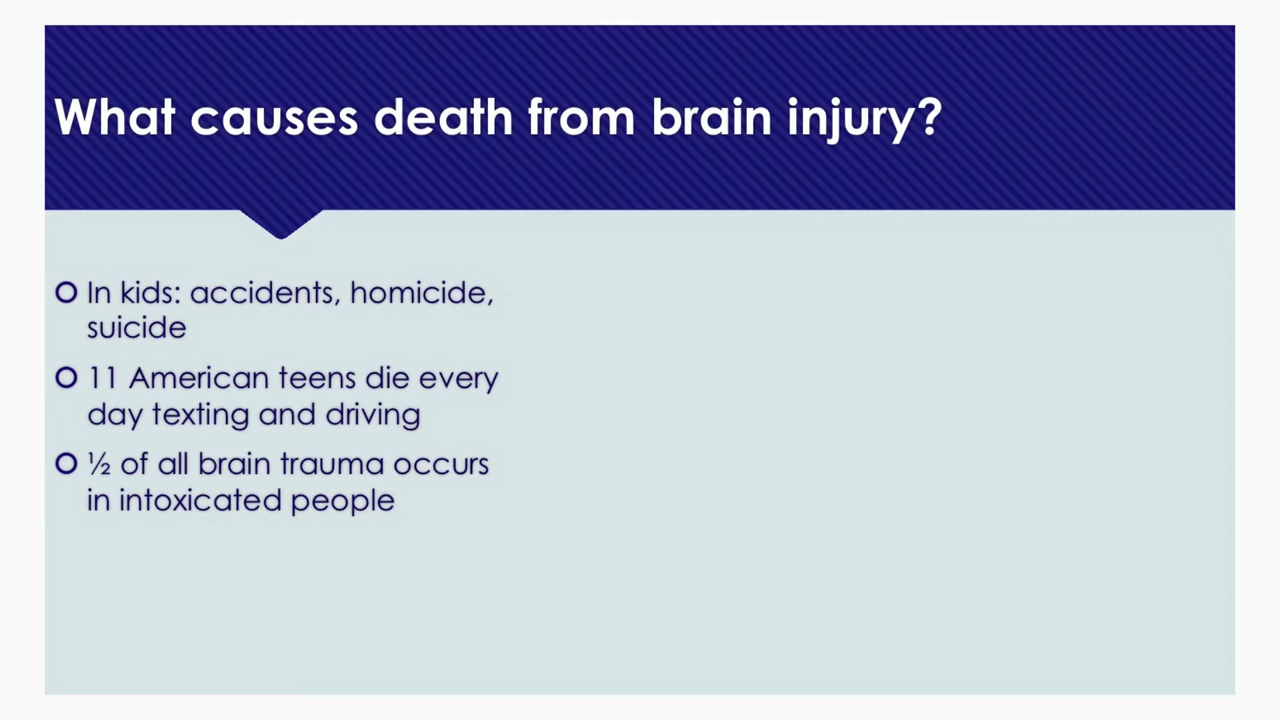 What causes death from brain injury?
In kids: accidents, homicide,
suicide
11 American teens die every
day texting and driving
½ of all brain trauma occurs
in intoxicated people